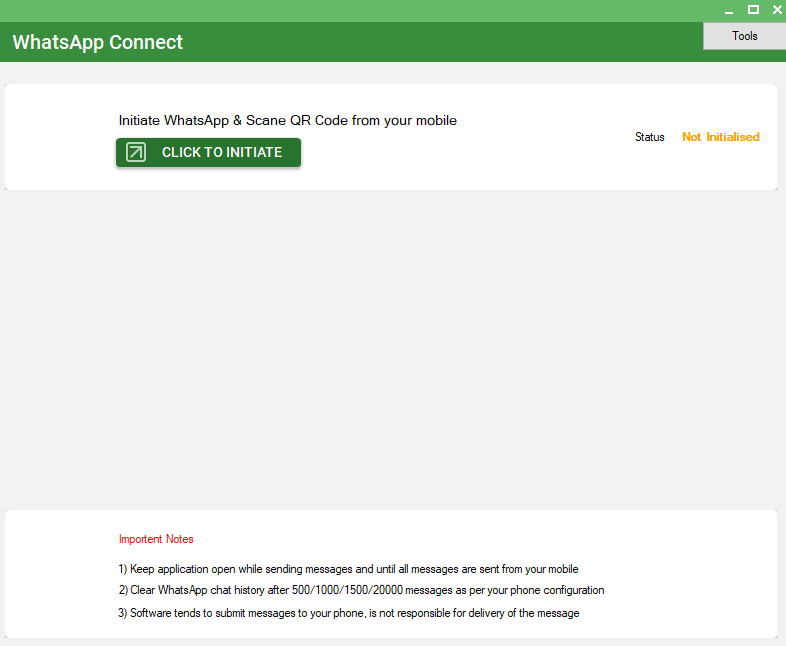 WhatsApp Connect
Tools
Initiate WhatsApp & Scane QR Code from your mobile
CLICK TO INITIATE
Status Not Initialised
Importent Notes
1) Keep application open while sending messages and until all messages are sent from your mobile
2) Clear WhatsApp chat history after 500/1000/1500/20000 messages as per your phone configuration
3) Software tends to submit messages to your phone, is not responsible for delivery of the message